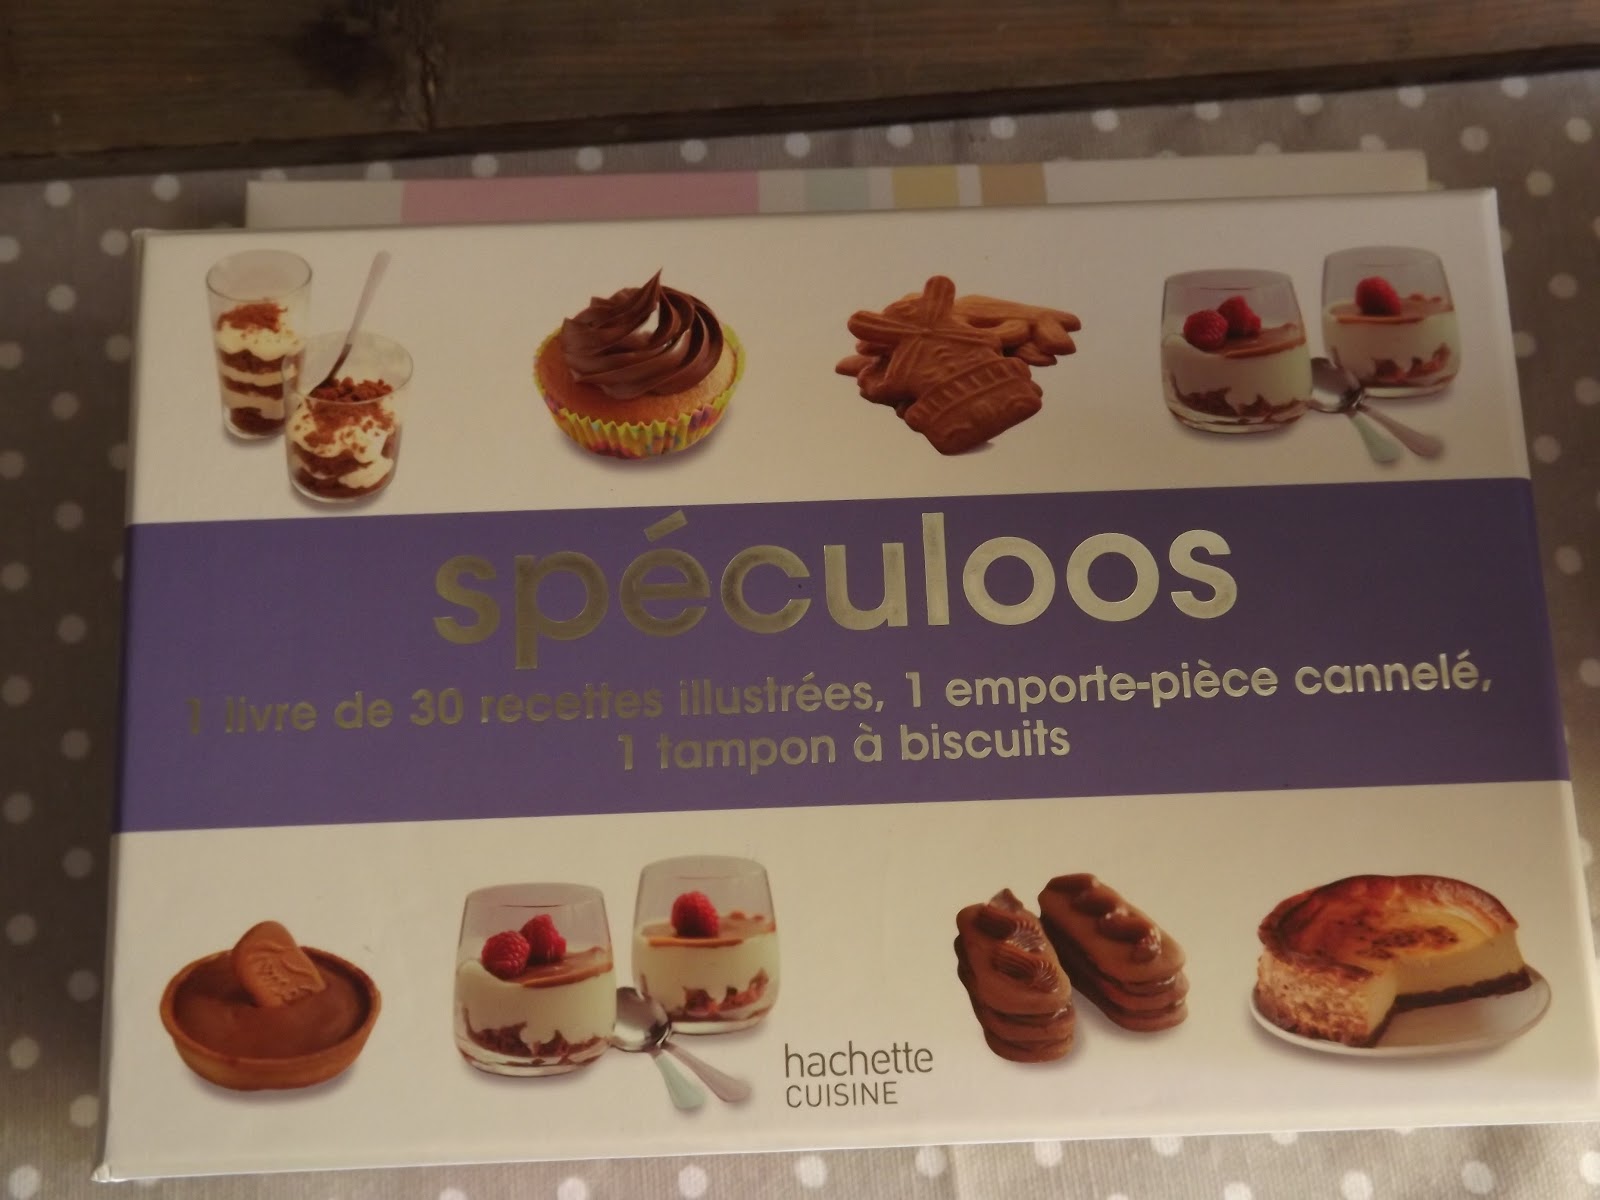 spéculoos
1 livre de 30 recettes illustrées, 1 emporte-pièce cannelé,
1 tampon à biscuits
hachette
CUISINE